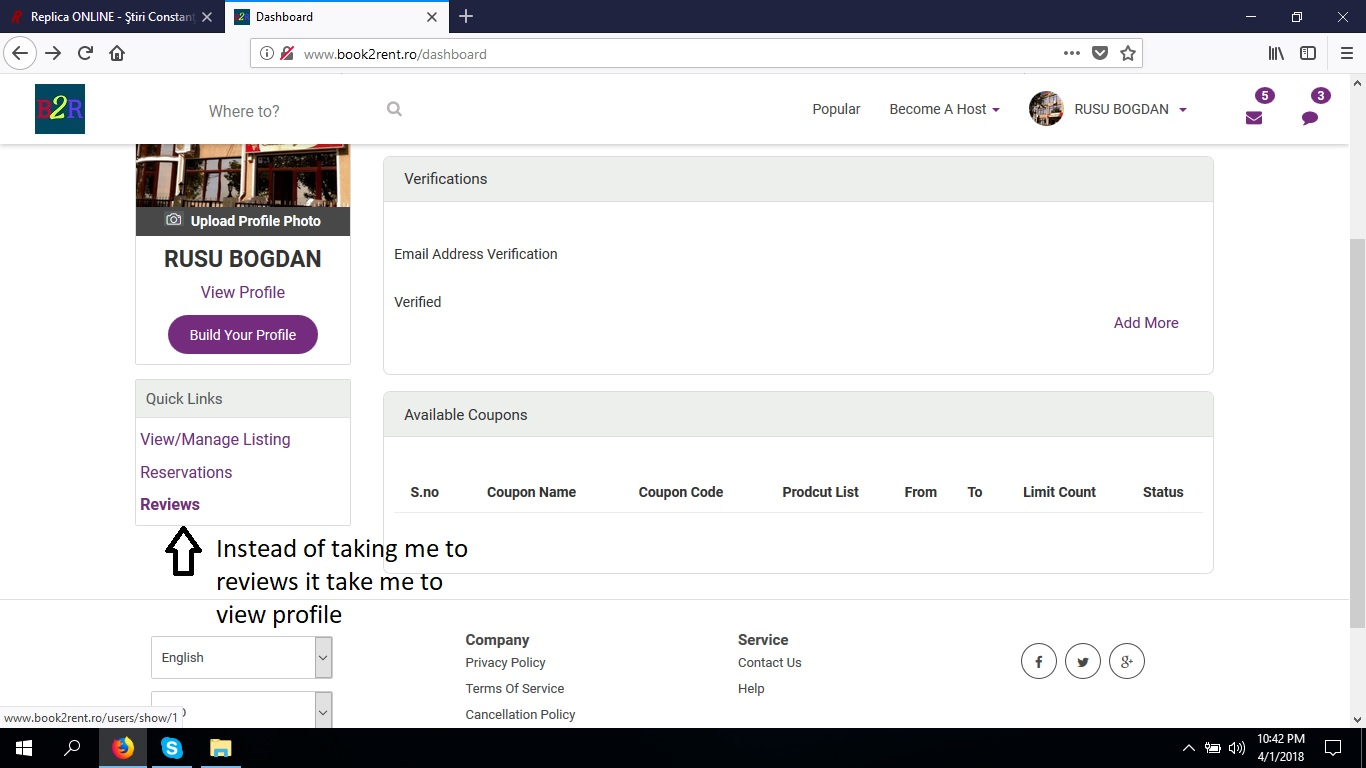 Replica ONLINE - Știri Constant
Dashboard
www.book2rent.ro/dashboard
B2R
Where to?
Popular
Become A Host
RUSU BOGDAN
5
3
Upload Profile Photo
RUSU BOGDAN
View Profile
Build Your Profile
Quick Links
View/Manage Listing
Reservations
Reviews
Verifications
Email Address Verification
Verified
Add More
Available Coupons
S.no Coupon Name Coupon Code Prodcut List From To Limit Count Status
Instead of taking me to
reviews it take me to
view profile
English
Company
Privacy Policy
Terms Of Service
Cancellation Policy
Service
Contact Us
Help
www.book2rent.ro/users/show/1
10:42 PM
4/1/2018